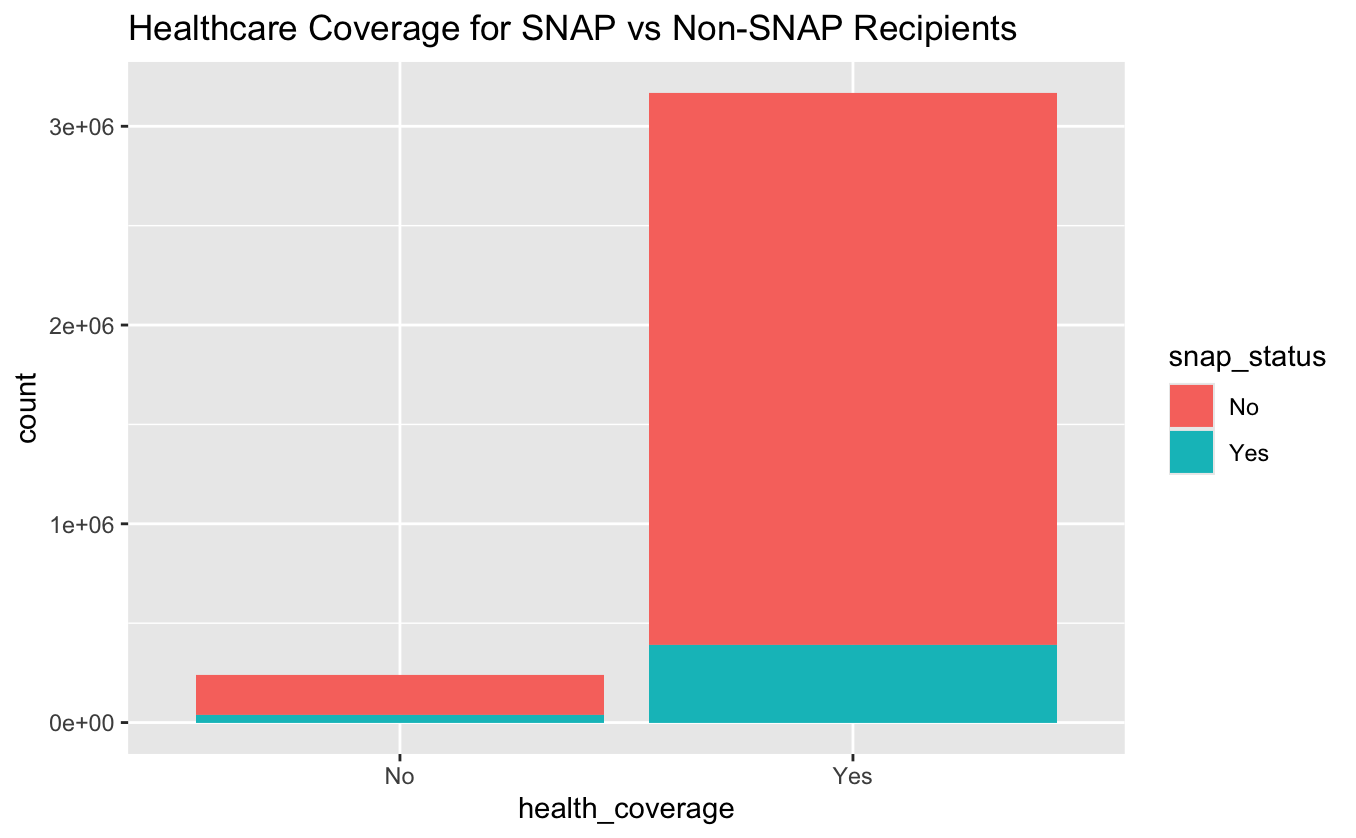 Healthcare Coverage for SNAP vs Non-SNAP Recipients
3e+06
2e+06
1e+06
0e+00
count
No
Yes
health_coverage
snap_status
No
Yes